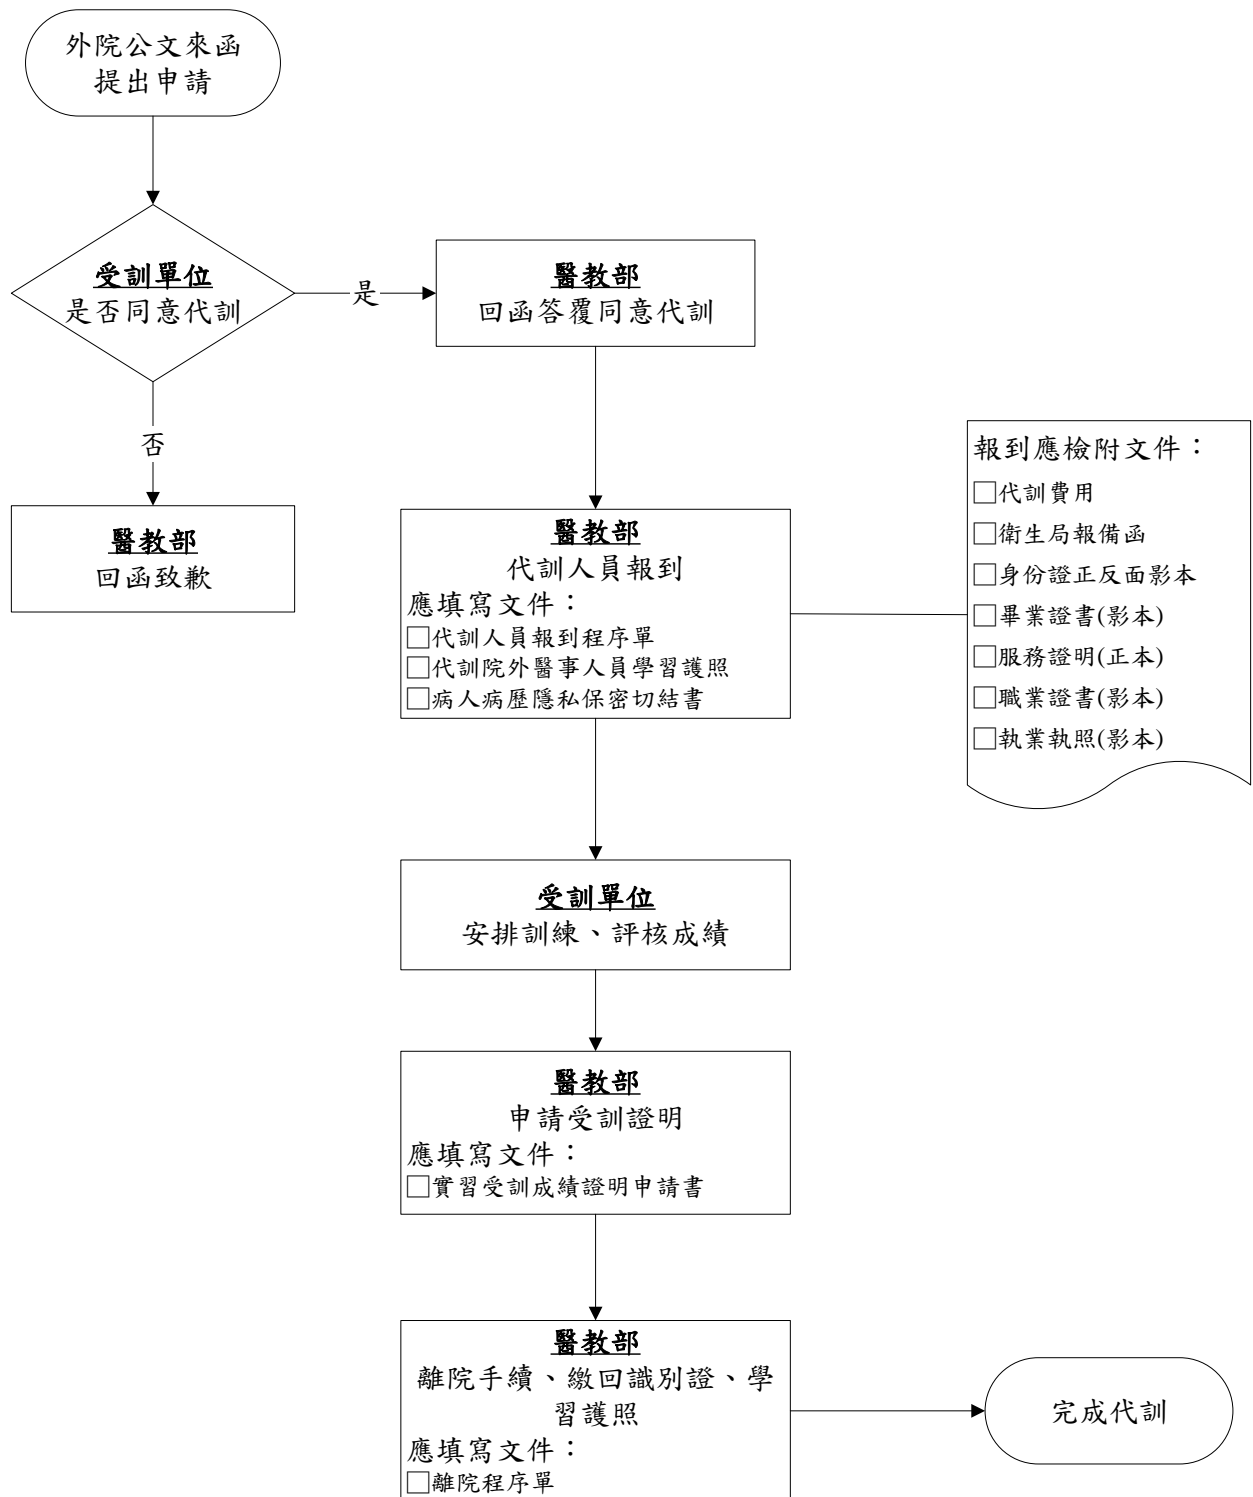 外院公文來函
提出申請
受訓單位
是否同意代訓
是
醫教部
回函答覆同意代訓
否
醫教部
回函致歉
醫教部
代訓人員報到
應填寫文件：
□代訓人員報到程序單
□代訓院外醫事人員學習護照
□病人病歷隱私保密切結書
報到應檢附文件：
□代訓費用
□衛生局報備函
□身份證正反面影本
□畢業證書(影本)
□服務證明(正本)
□職業證書(影本)
□執業執照(影本)
受訓單位
安排訓練、評核成績
醫教部
申請受訓證明
應填寫文件：
□實習受訓成績證明申請書
醫教部
離院手續、繳回識別證、學
習護照
應填寫文件：
□離院程序單
完成代訓